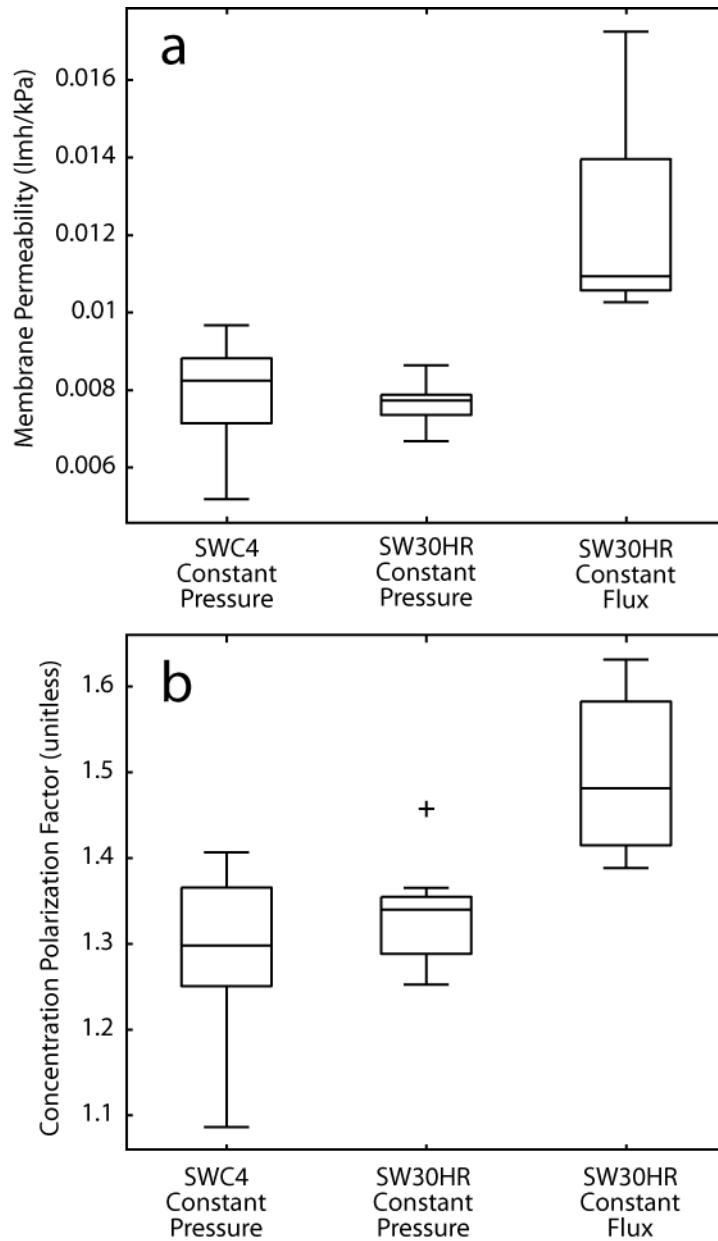 a
Membrane Permeability (lmh/kPa)
0.016
0.014
0.012
0.01
0.008
0.006
SWC4
Constant
Pressure
SW30HR
Constant
Pressure
SW30HR
Constant
Flux
b
Concentration Polarization Factor (unitless)
1.6
1.5
1.4
1.3
1.2
1.1
SWC4
Constant
Pressure
SW30HR
Constant
Pressure
SW30HR
Constant
Flux